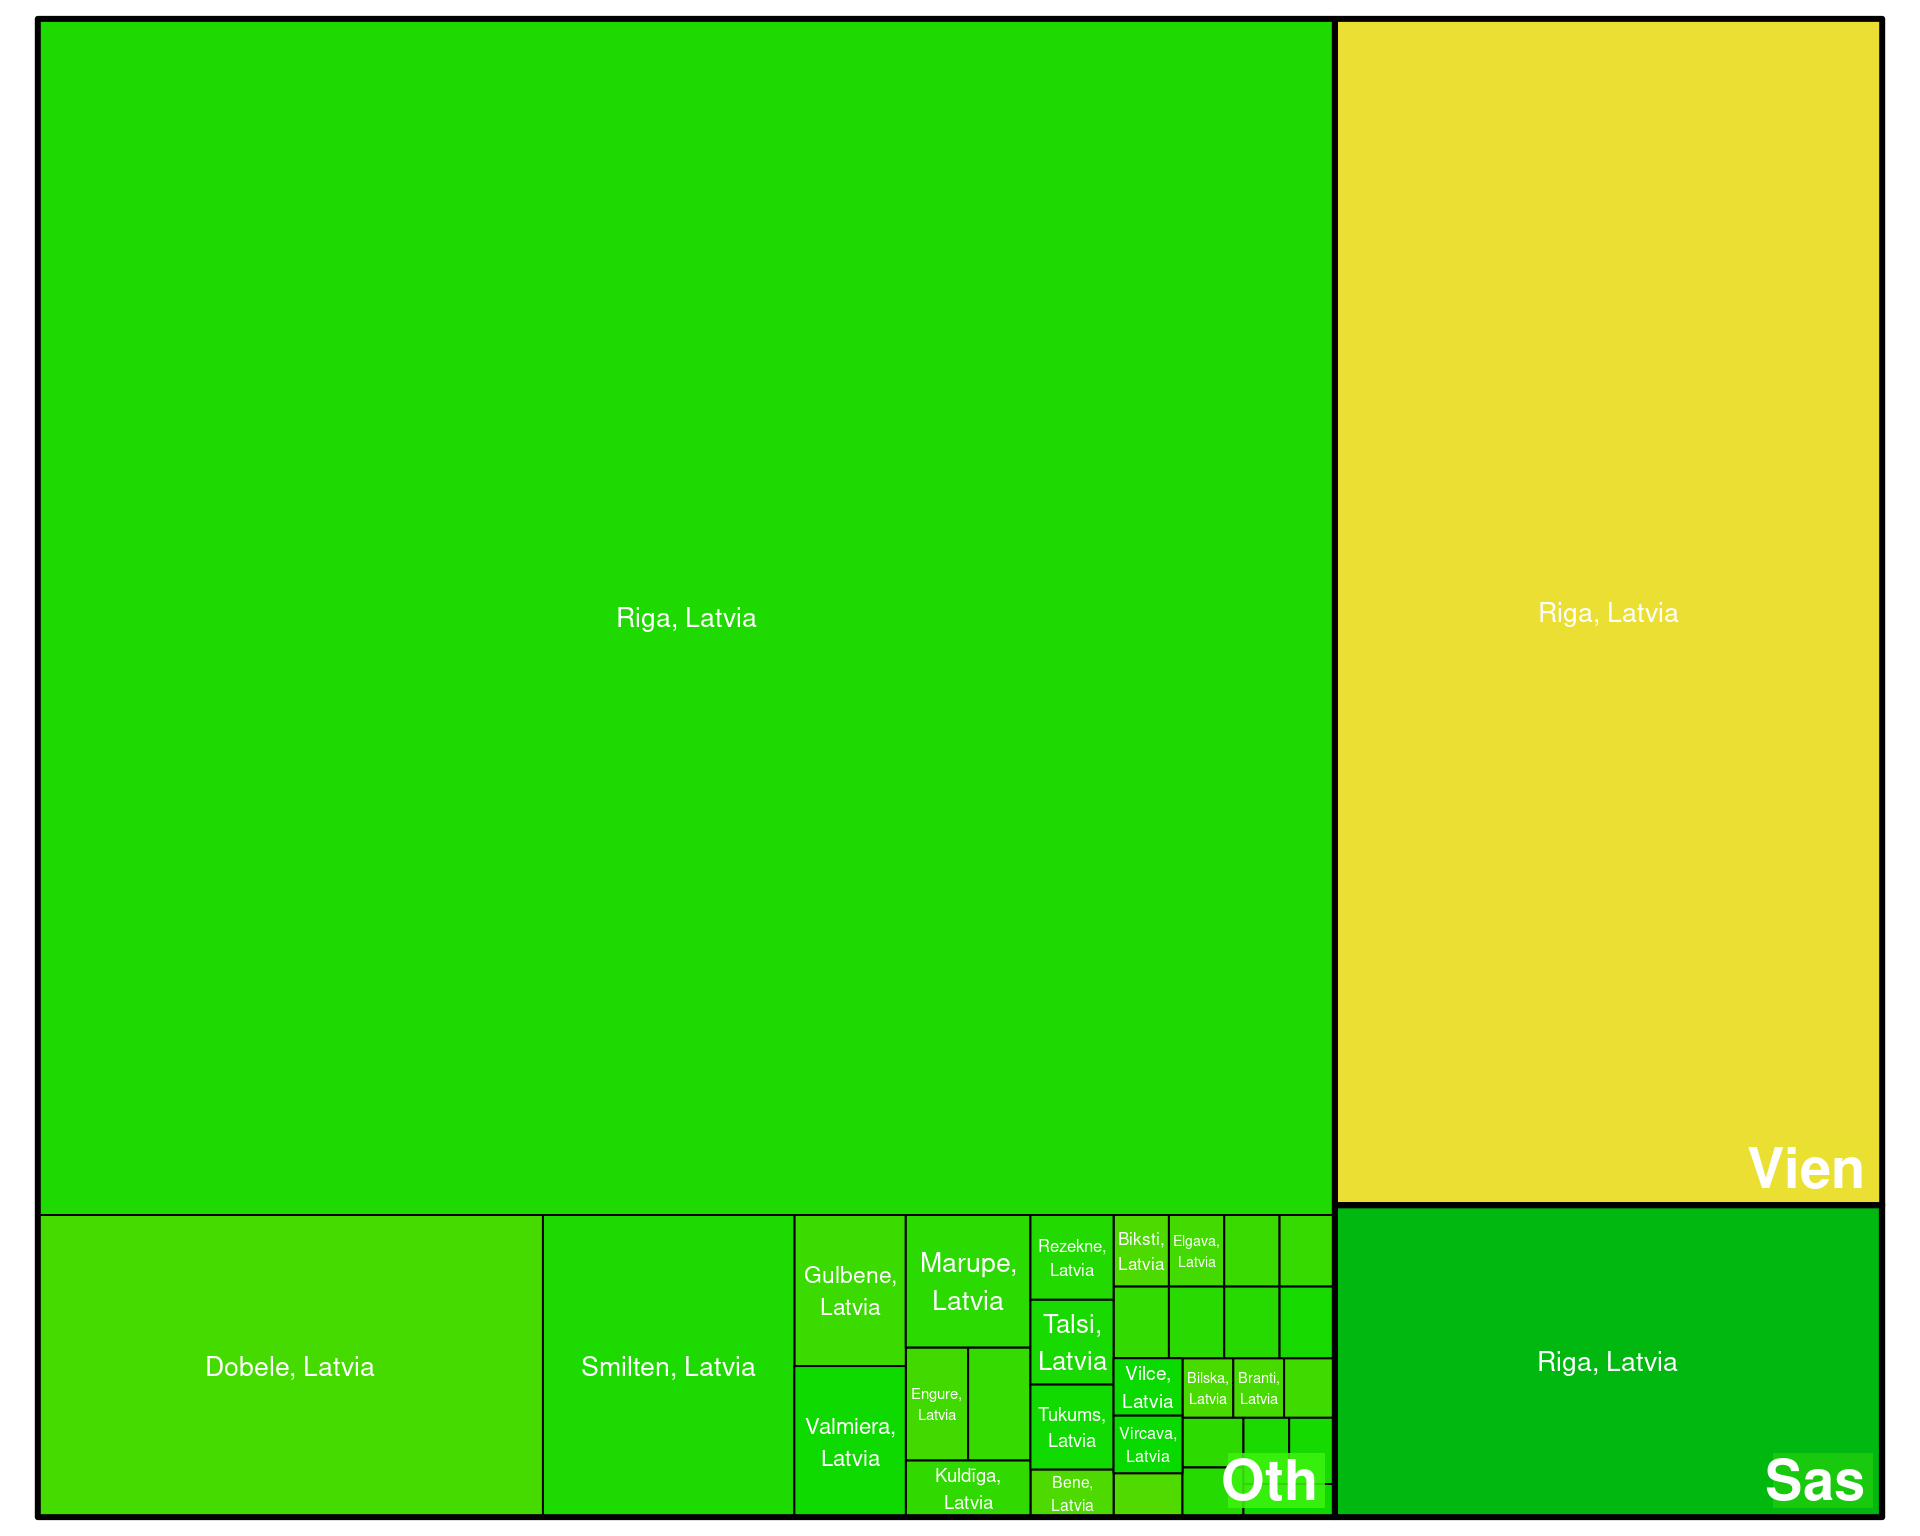 Riga, Latvia
Riga, Latvia
Vien
Dobele, Latvia
Smilten, Latvia
Gulbene,
Latvia
Valmiera,
Latvia
Marupe,
Latvia
Engure,
Latvia
Kuldīga,
Latvia
Rezekne,
Latvia
Talsi,
Latvia
Tukums,
Latvia
Bene,
Latvia
Biksti,
Latvia
Elgava,
Latvia
Vilce,
Latvia
Vircava,
Latvia
Bilska,
Latvia
Branti,
Latvia
Oth
Riga, Latvia
Sas